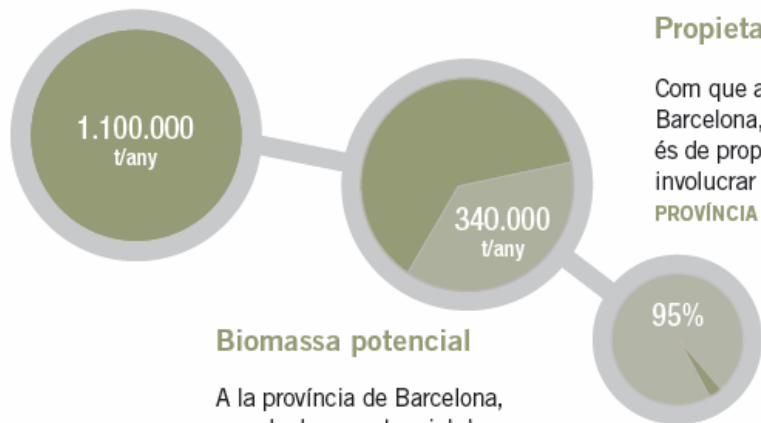 1.100.000
t/any
340.000
t/any
95%
Com que a
Barcelona,
és de prop
involucrar
PROVÍNCIA
Biomassa potencial
A la província de Barcelona,